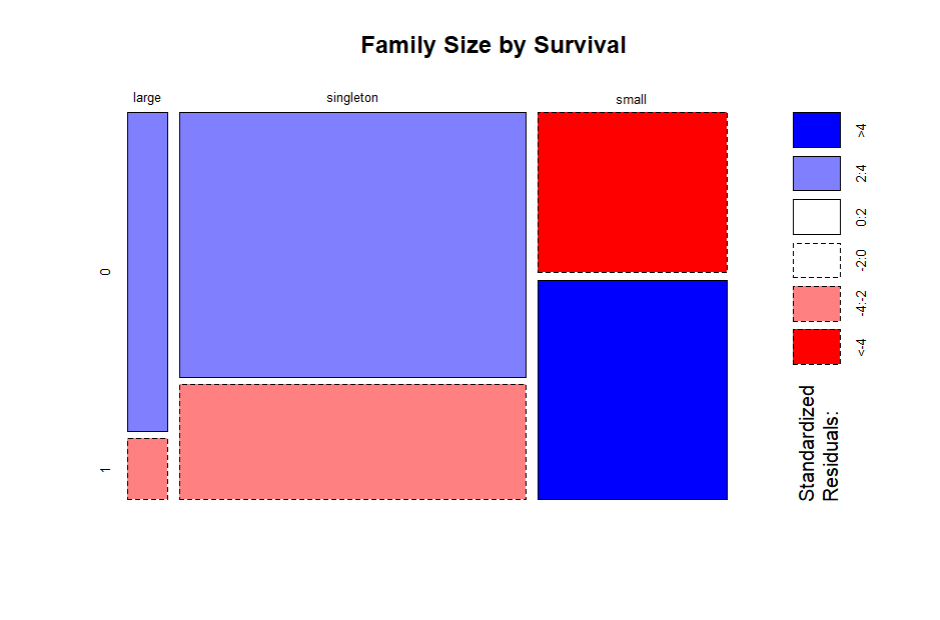 Family Size by Survival
large
singleton
small
0
1
>4
2:4
0:2
-2:0
-4:-2
<-4
Standardized
Residuals: